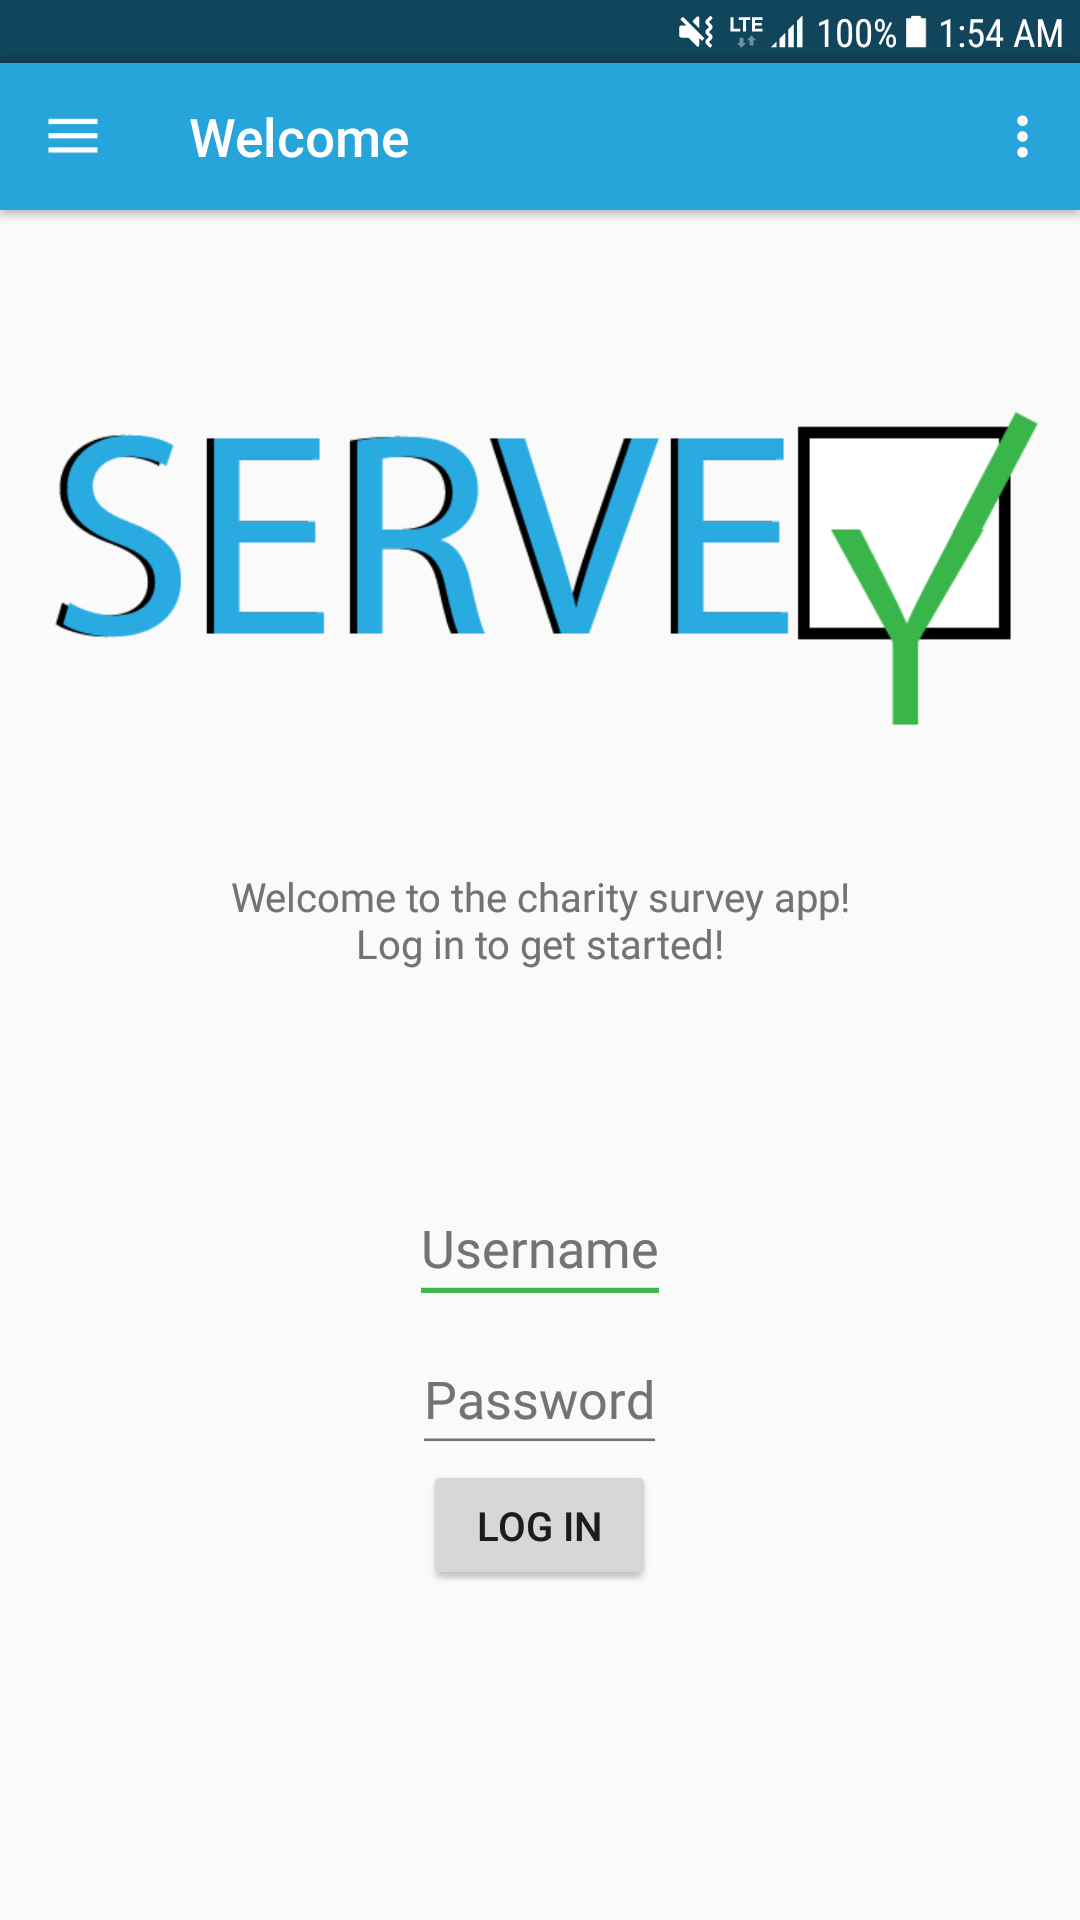 LTE 100% 1:54 AM
Welcome
SERVEY
Welcome to the charity survey app!
Log in to get started!
Username
Password
LOG IN